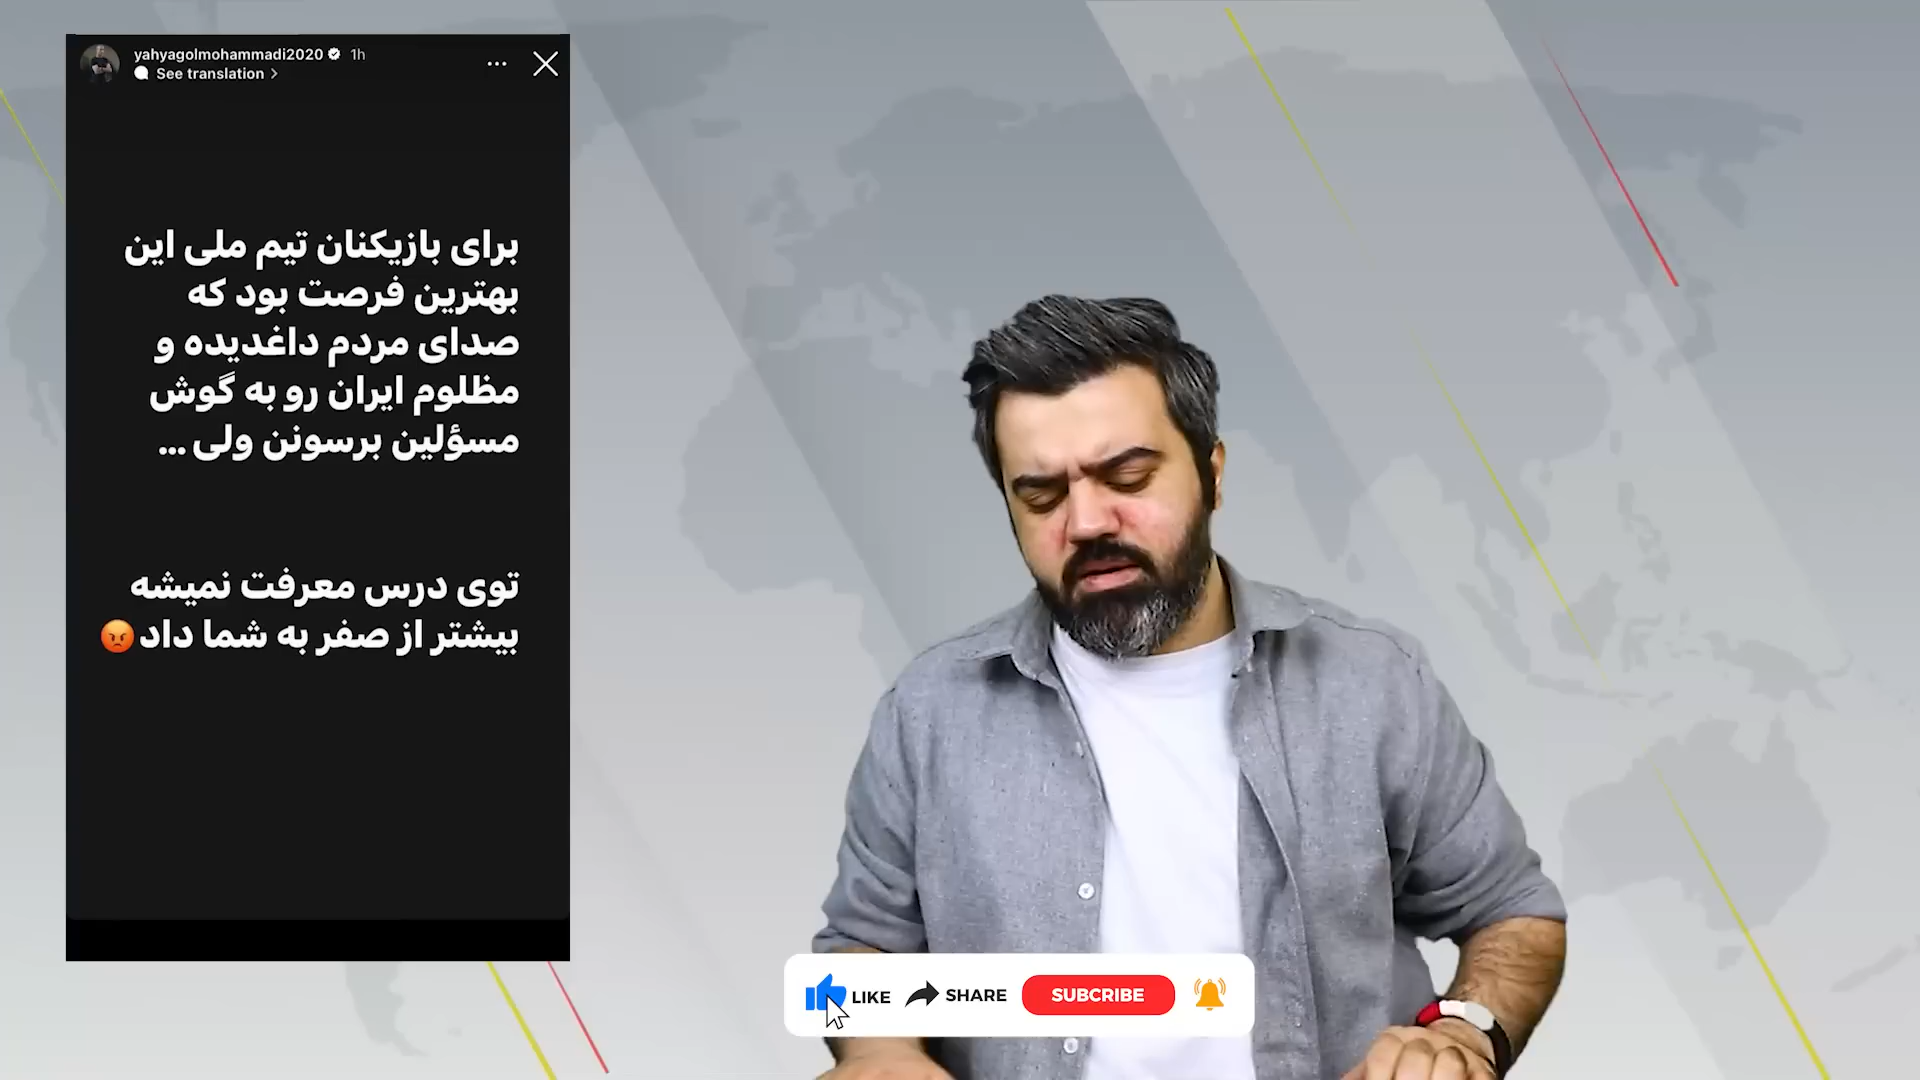 yahyagolmohammadi2020 1h
See translation
برای بازیکنان تیم ملی این
بهترین فرصت بود که
صدای مردم داغدیده و
مظلوم ایران رو به گوش
مسؤلین برسونن ولی ...
توی درس معرفت نمیشه
بیشتر از صفر به شما داد😡
LIKE SHARE SUBCRIBE